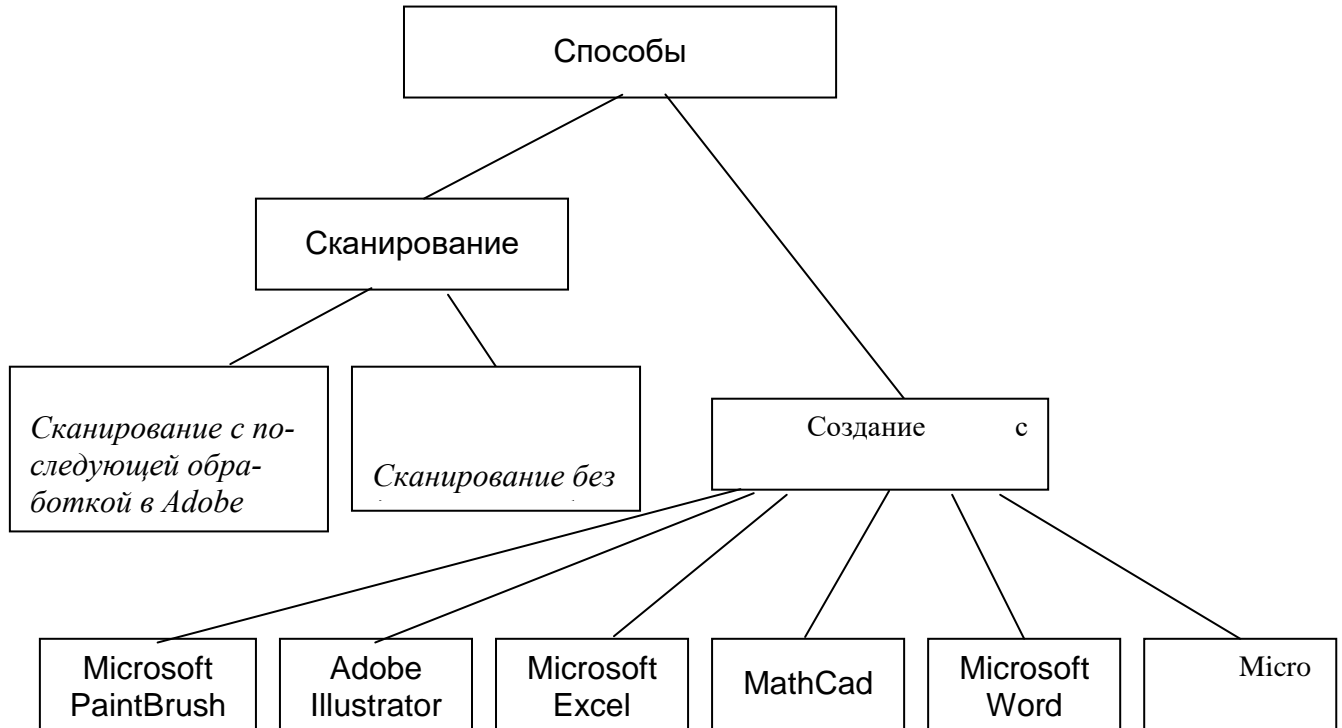 Способы
Сканирование
Сканирование с по-
следующей обра-
боткой в Adobe
Сканирование без
Создание с
Microsoft
PaintBrush
Adobe
Illustrator
Microsoft
Excel
MathCad
Microsoft
Word
Micro